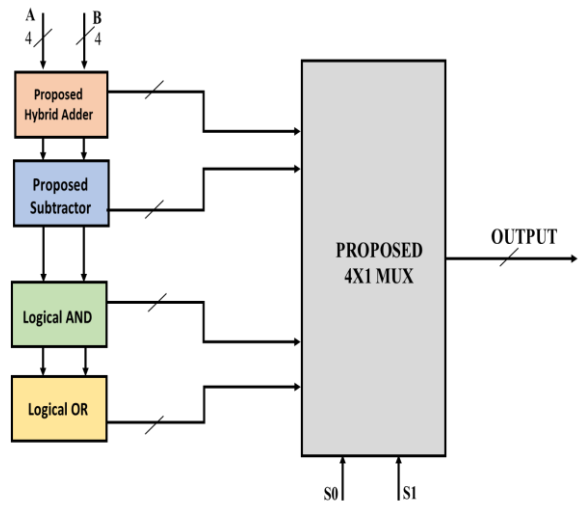 A B
4 4
Proposed
Hybrid Adder
Proposed
Subtractor
Logical AND
Logical OR
PROPOSED
4X1 MUX
OUTPUT
S0 S1